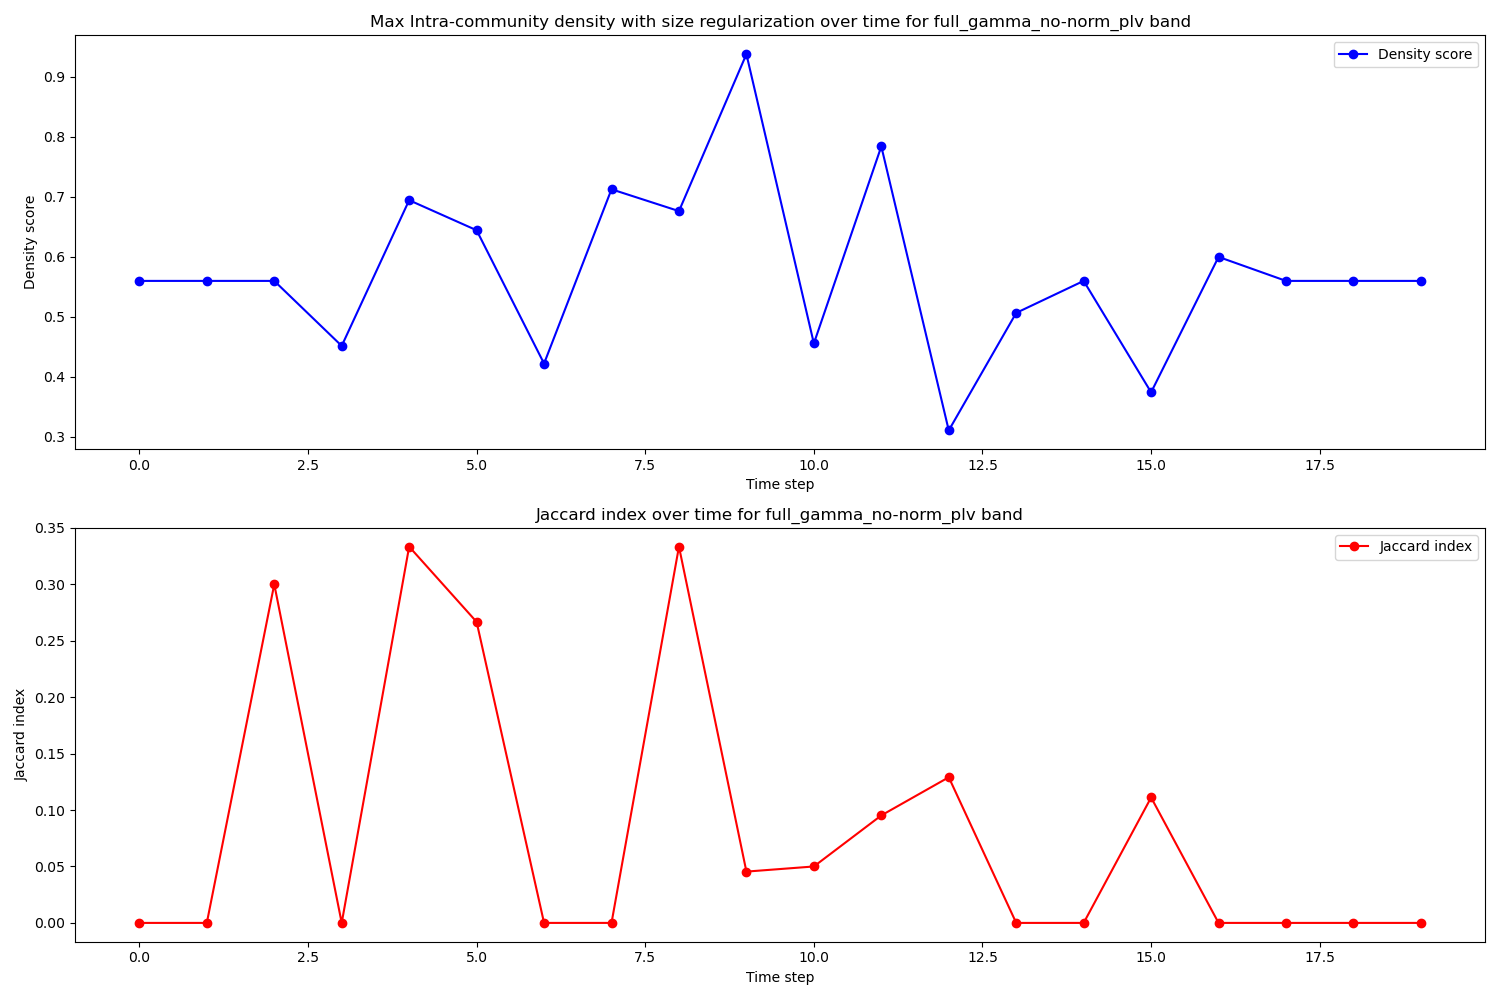 Max Intra-community density with size regularization over time for full_gamma_no-norm_plv band
Density score
0.9
0.8
0.7
0.6
0.5
0.4
0.3
Density score
0.0 2.5 5.0 7.5 10.0 12.5 15.0 17.5
Time step
Jaccard index over time for full_gamma_no-norm_plv band
Jaccard index
0.35
0.30
0.25
0.20
0.15
0.10
0.05
0.00
Jaccard index
0.0 2.5 5.0 7.5 10.0 12.5 15.0 17.5
Time step